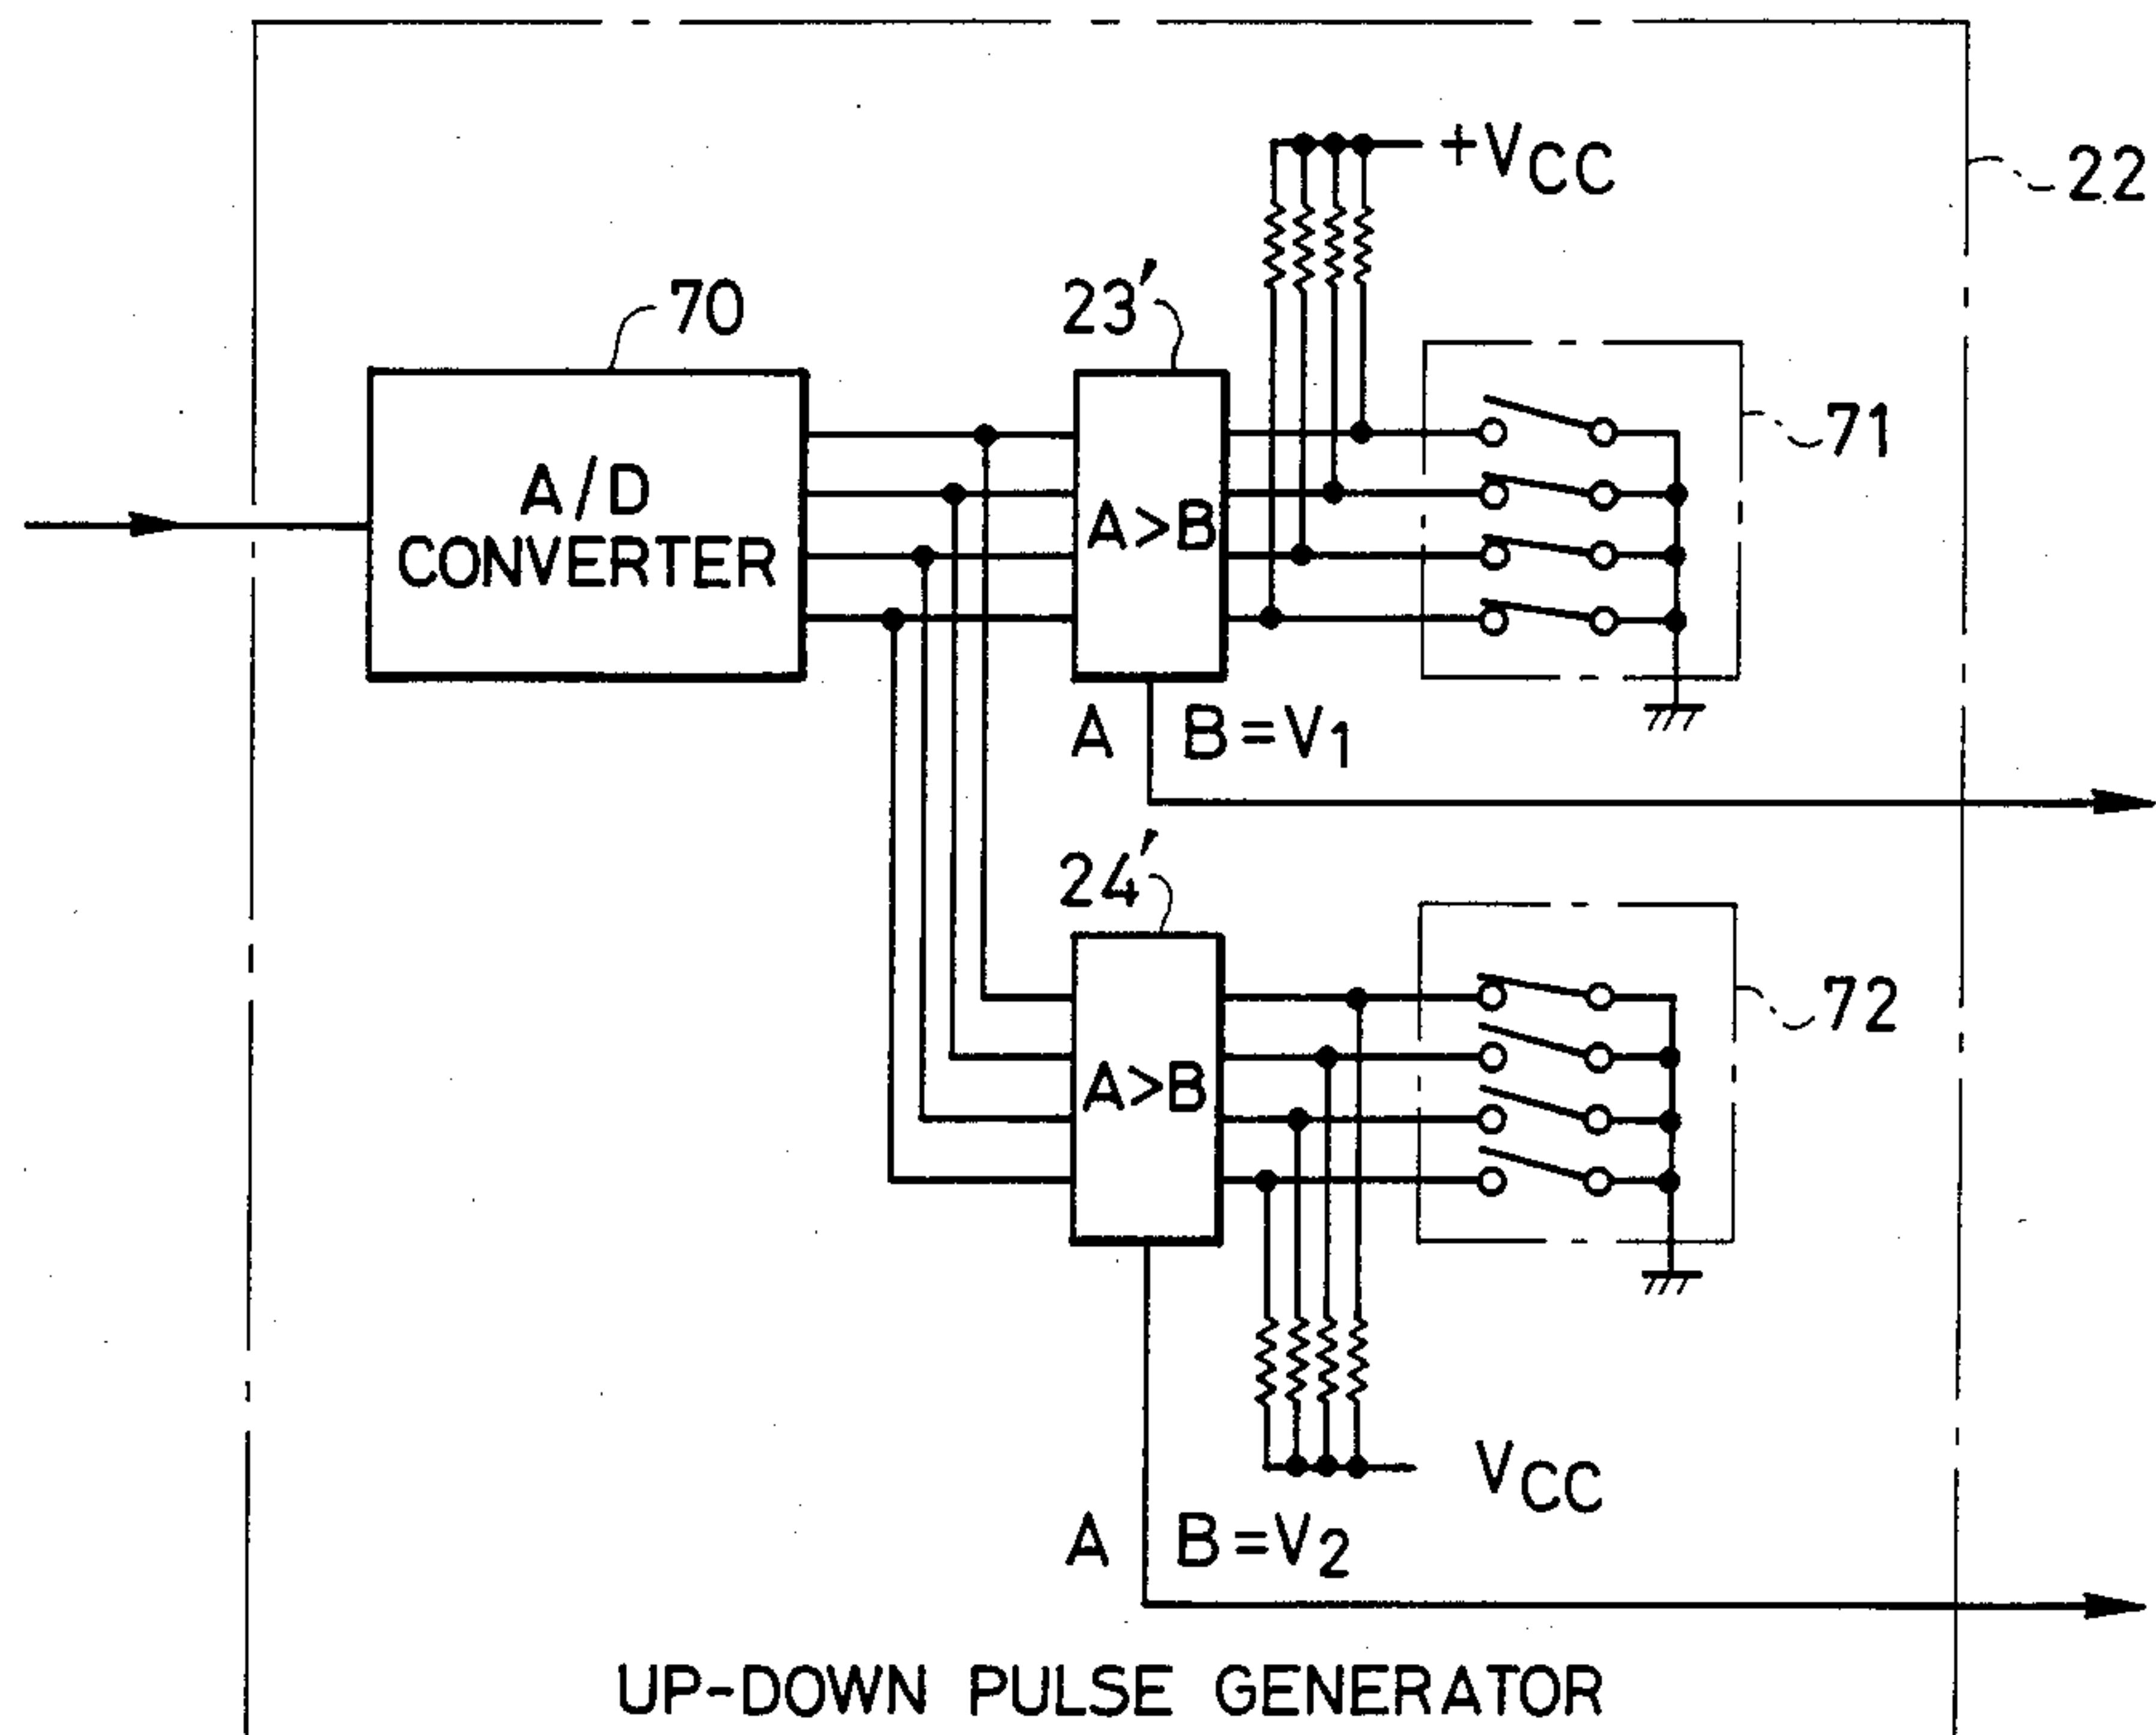 +VCC
22
70
23'
71
A/D
CONVERTER
A>B
A
B=V1
24'
72
A>B
VCC
A
B=V2
UP-DOWN PULSE GENERATOR